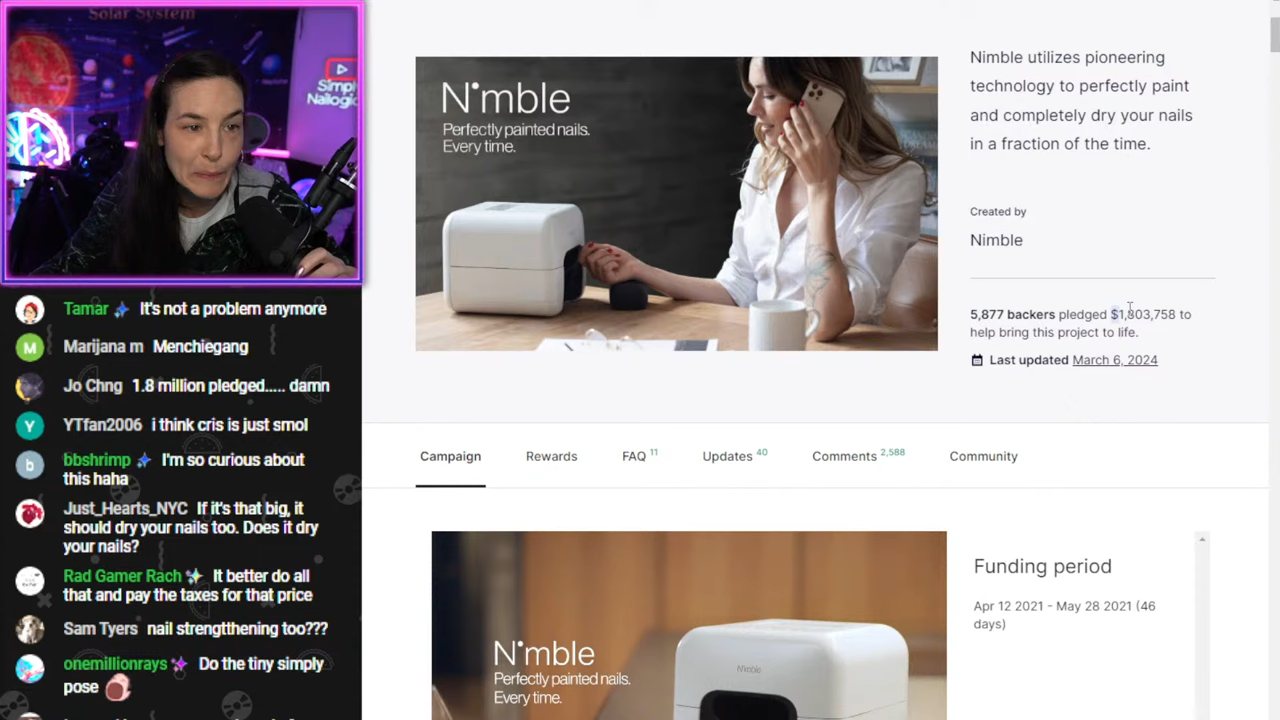 Solar System
Simply
Nailogical
Tamar It's not a problem anymore
Marijana m Menchiegang
Jo Chng 1.8 million pledged..... damn
YTfan2006 i think cris is just smol
bbshrimp I'm so curious about
this haha
Just_Hearts_NYC If it's that big, it
should dry your nails too. Does it dry
your nails?
Rad Gamer Rach It better do all
that and pay the taxes for that price
Sam Tyers nail strengtthening too???
onemillionrays Do the tiny simply
pose
M
Y
b
N•mble
Perfectly painted nails.
Every time.
Nimble utilizes pioneering
technology to perfectly paint
and completely dry your nails
in a fraction of the time.
Created by
Nimble
5,877 backers pledged $1,803,758 to
help bring this project to life.
Last updated March 6, 2024
Campaign Rewards FAQ 11 Updates 40 Comments 2,588 Community
N•mble
Perfectly painted nails.
Every time.
N•mble
Funding period
Apr 12 2021 - May 28 2021 (46
days)